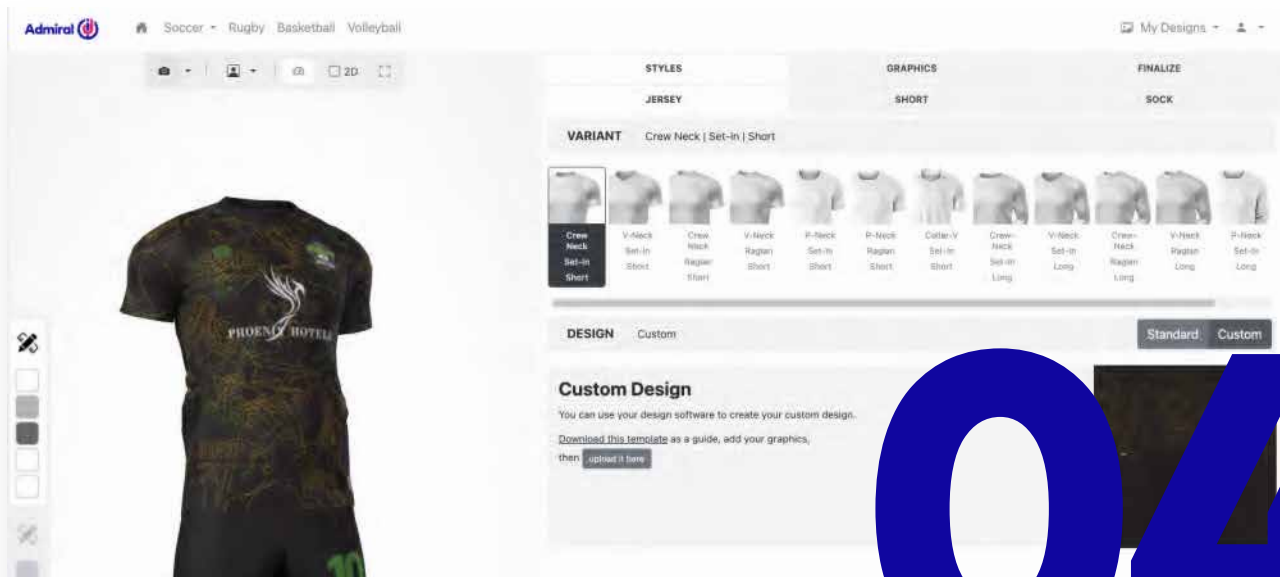 Admiral
Soccer Rugby Basketball Volleyball
My Designs
2D
STYLES GRAPHICS FINALIZE
JERSEY SHORT SOCK
VARIANT Crew Neck | Set-In | Short
Crew Neck Set-In Short
V-Neck Set-In Short
Crew Neck Raglan Short
V-Neck Raglan Short
P-Neck Set-In Short
P-Neck Raglan Short
Collar-V Set-In Short
Crew-Neck Set-In Long
V-Neck Set-In Long
Crew-Neck Raglan Long
V-Neck Raglan Long
P-Neck Set-In Long
DESIGN Custom
Standard Custom
PHOENIX HOTELS
Custom Design
You can use your design software to create your custom design.
Download this template as a guide, add your graphics,
then upload it here
10
04